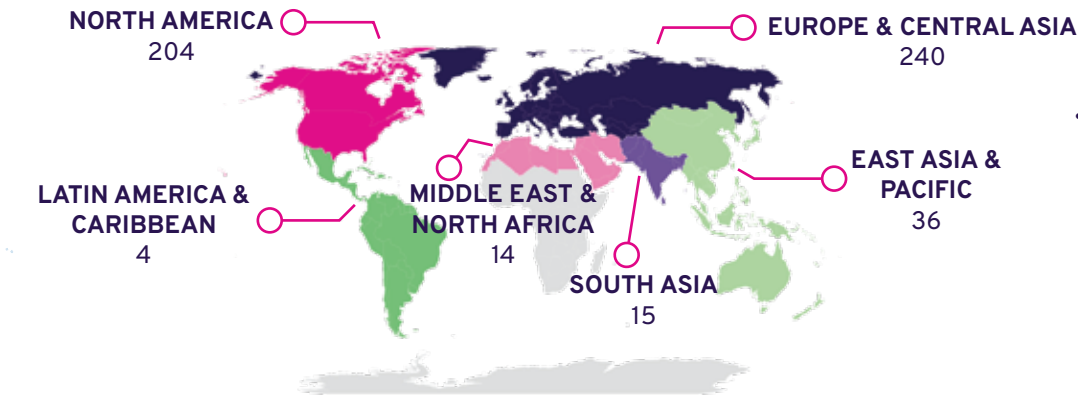 NORTH AMERICA
204
EUROPE & CENTRAL ASIA
240
LATIN AMERICA &
CARIBBEAN
4
MIDDLE EAST &
NORTH AFRICA
14
SOUTH ASIA
15
EAST ASIA &
PACIFIC
36